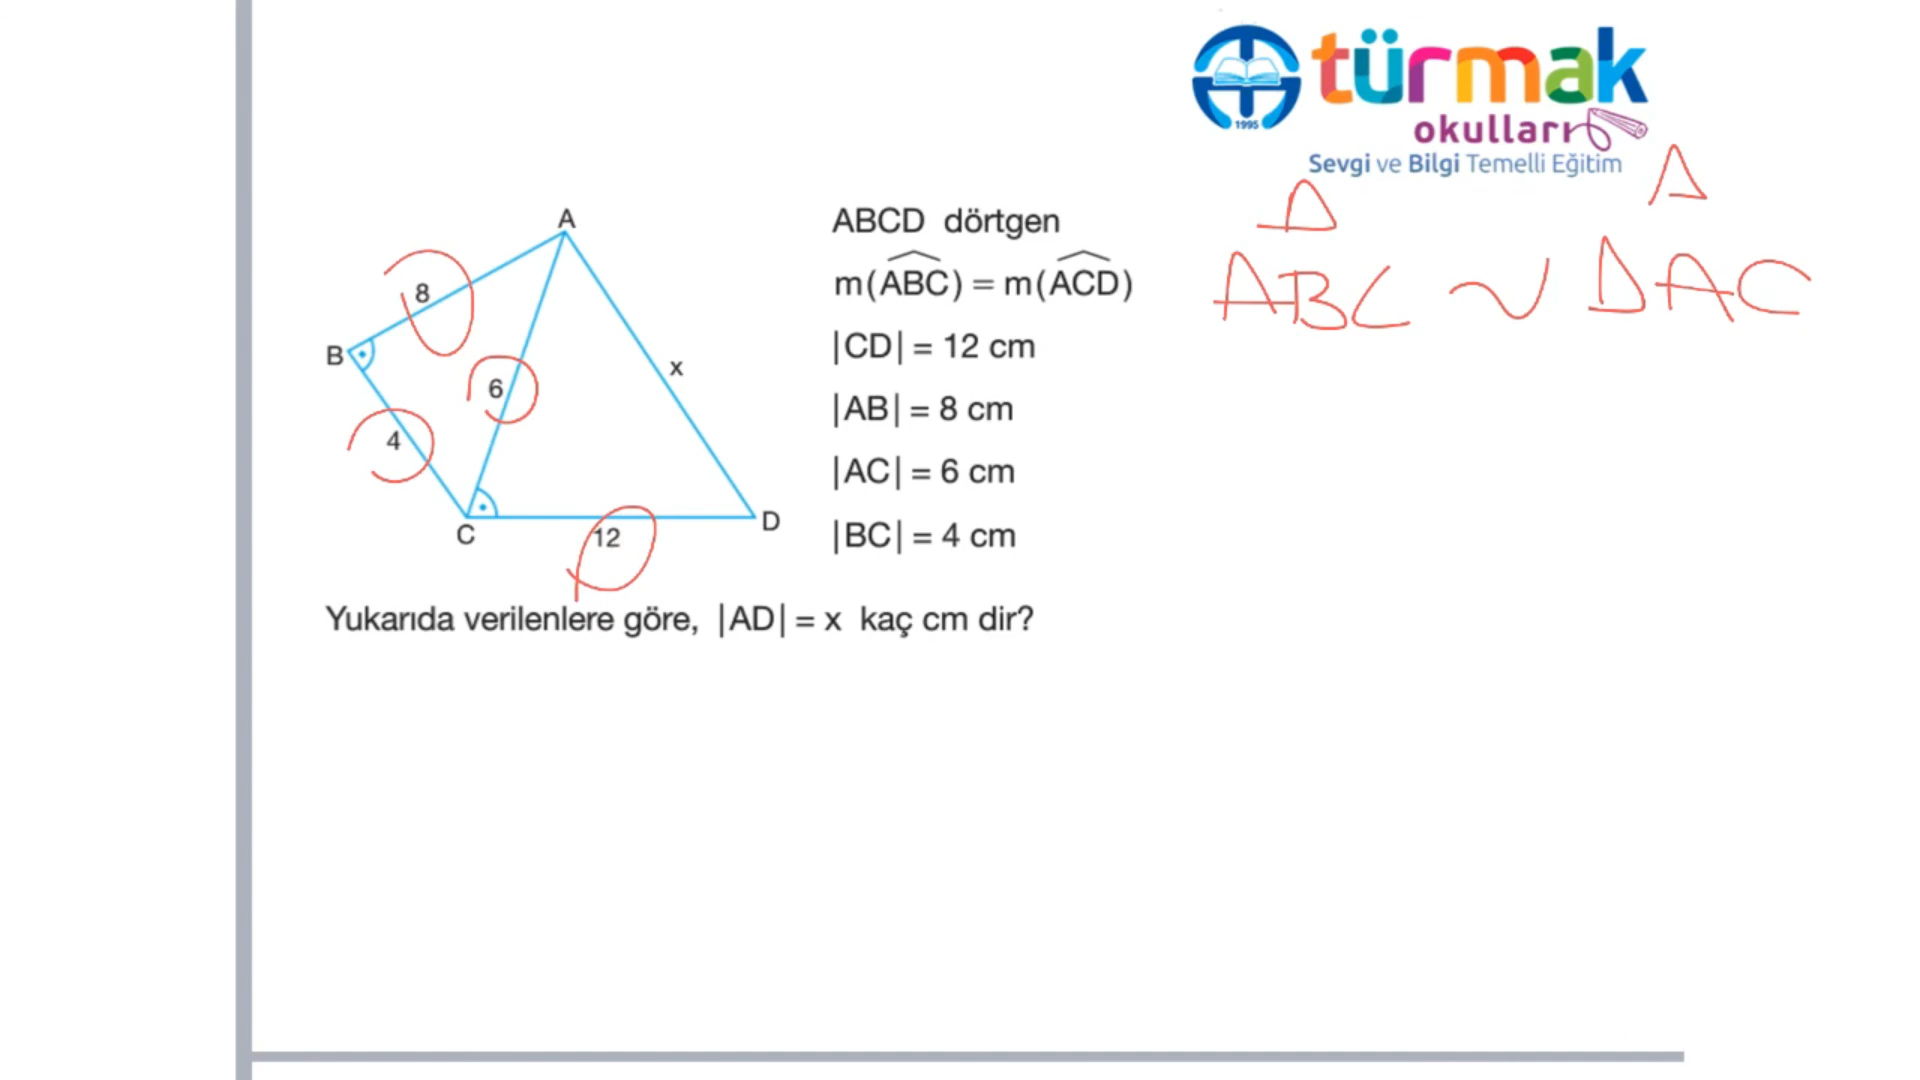 türmak
okulları
1995
Sevgi ve Bilgi Temelli Eğitim
A
8
B
x
6
4
C
12
D
ABCD dörtgen
m(ABC) = m(ACD)
|CD| = 12 cm
|AB| = 8 cm
|AC| = 6 cm
|BC| = 4 cm
ABC ~ DAC
Yukarıda verilenlere göre, |AD| = x kaç cm dir?